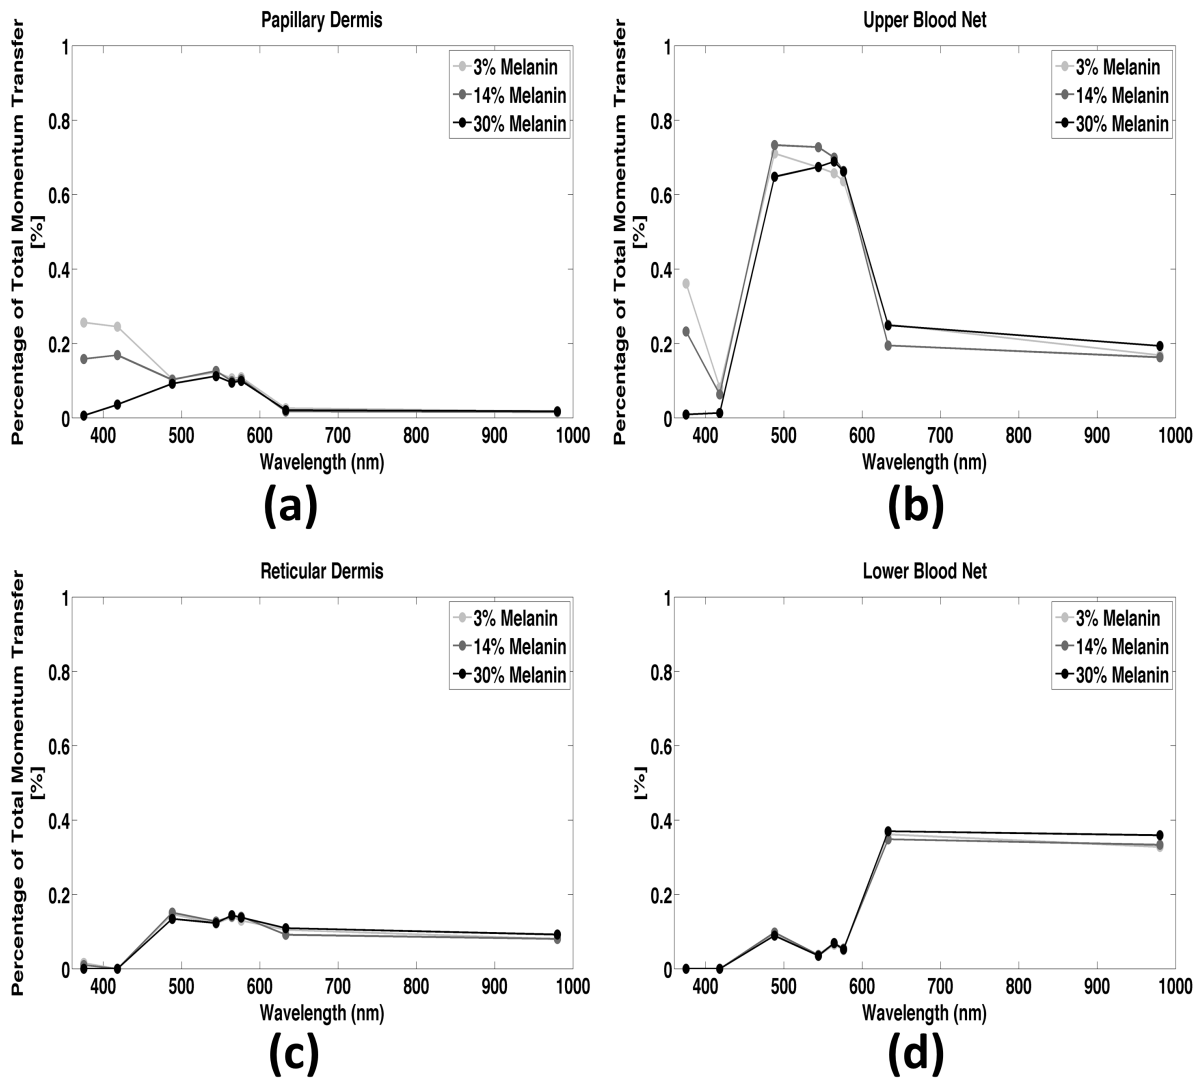 Papillary Dermis
Percentage of Total Momentum Transfer
[%]
1
0.8
0.6
0.4
0.2
0
400 500 600 700 800 900 1000
Wavelength (nm)
3% Melanin
14% Melanin
30% Melanin
(a)
Upper Blood Net
Percentage of Total Momentum Transfer
[%]
1
0.8
0.6
0.4
0.2
0
400 500 600 700 800 900 1000
Wavelength (nm)
3% Melanin
14% Melanin
30% Melanin
(b)
Reticular Dermis
Percentage of Total Momentum Transfer
[%]
1
0.8
0.6
0.4
0.2
0
400 500 600 700 800 900 1000
Wavelength (nm)
3% Melanin
14% Melanin
30% Melanin
(c)
Lower Blood Net
[%]
1
0.8
0.6
0.4
0.2
0
400 500 600 700 800 900 1000
Wavelength (nm)
3% Melanin
14% Melanin
30% Melanin
(d)